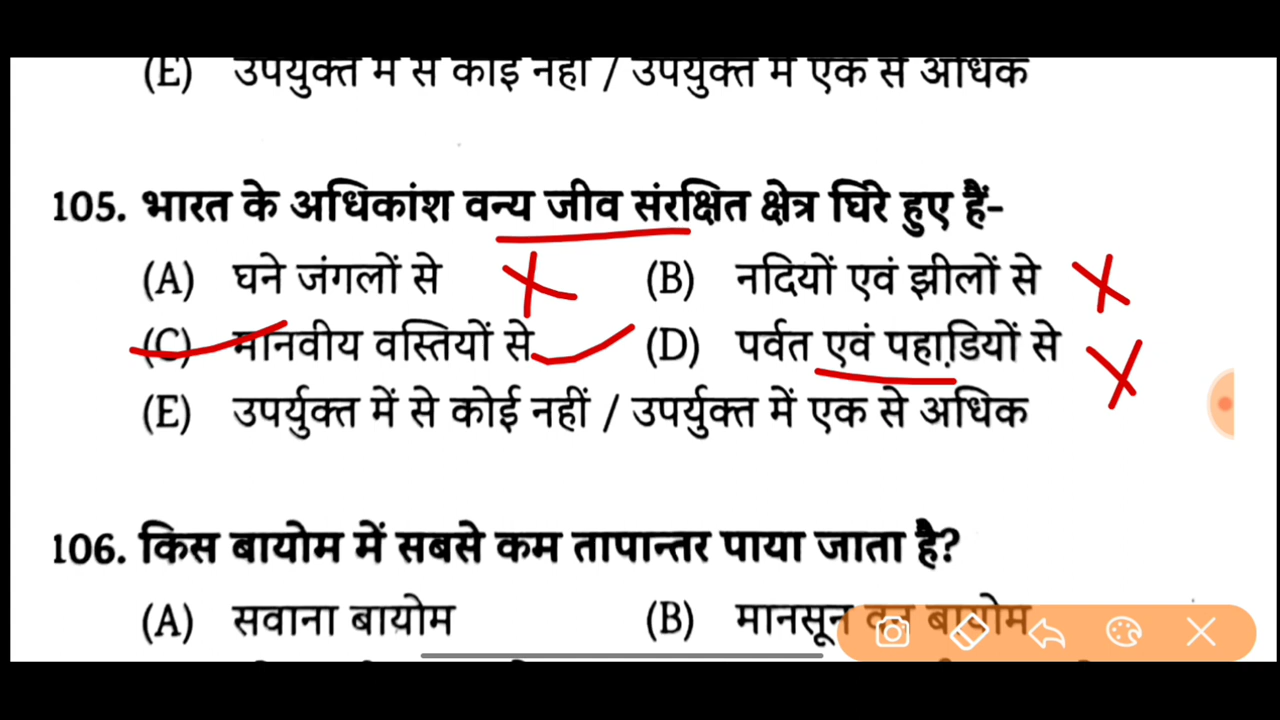 (E) उपर्युक्त में से कोई नहीं / उपर्युक्त में एक से अधिक
105. भारत के अधिकांश वन्य जीव संरक्षित क्षेत्र घिरे हुए हैं-
(A) घने जंगलों से (B) नदियों एवं झीलों से
(C) मानवीय वस्तियों से (D) पर्वत एवं पहाड़ियों से
(E) उपर्युक्त में से कोई नहीं / उपर्युक्त में एक से अधिक
106. किस बायोम में सबसे कम तापान्तर पाया जाता है?
(A) सवाना बायोम (B) मानसून वन बायोम